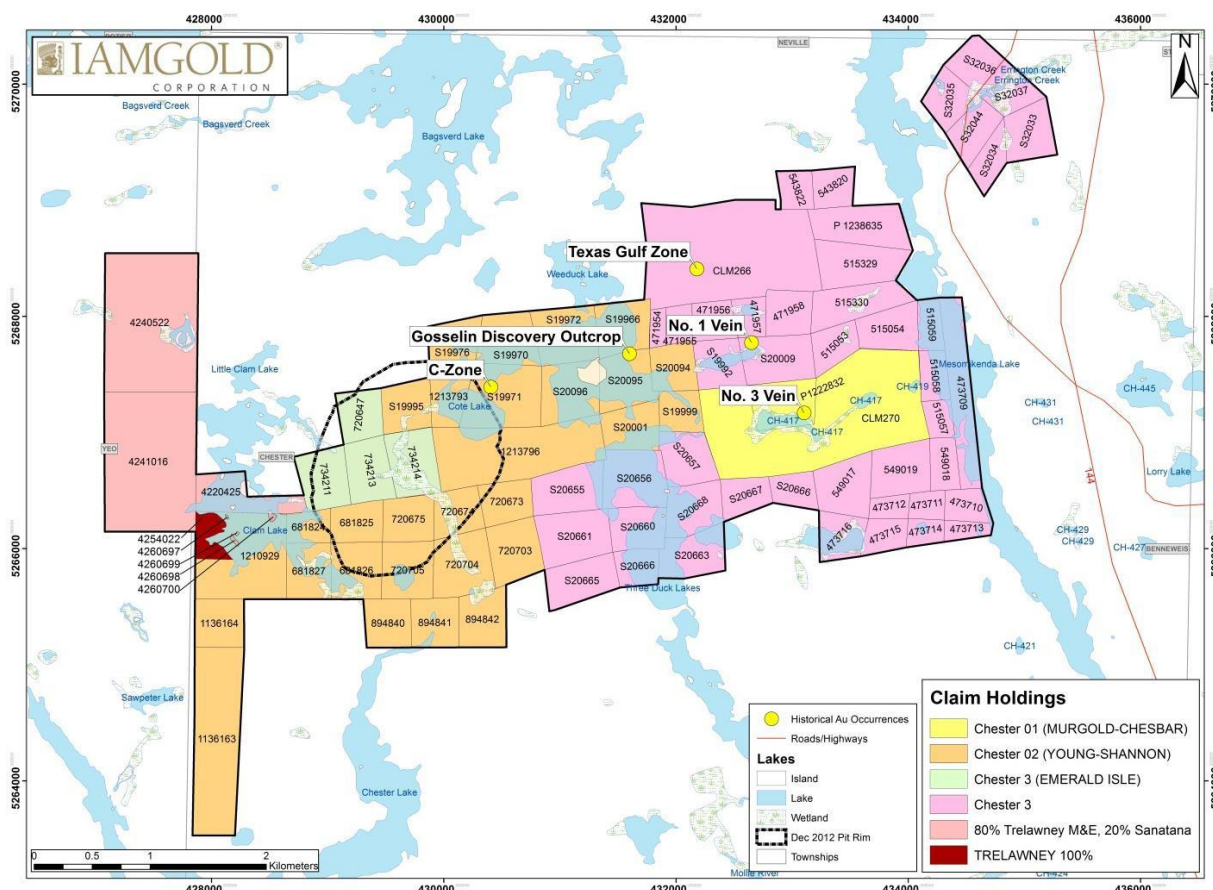 428000
430000
432000
434000
436000
IAMGOLD®
CORPORATION
NEVILLE
N
5270000
Bagsverd Creek
Bagsverd Creek
Bagsverd Lake
Errington Creek
Errington Creek
S32036
S32035
S32037
S32044
S32033
S32034
543822
543820
P 1238635
Texas Gulf Zone
CLM266
515329
Weeduck Lake
5268000
4240522
S19972
S19966
471954
471956
471957
471958
515330
515059
No. 1 Vein
471955
515054
515053
Gosselin Discovery Outcrop
S19976
S19970
S19992
S20009
Mesomikenda Lake
Little Clam Lake
C-Zone
S20095
S20094
515058
473709
S20096
1213793
S19971
Cote Lake
S19995
720647
No. 3 Vein
P1222832
CH-419
CH-417
CH-417
CH-417
CLM270
CH-445
CH-431
CH-431
S19999
515057
S20001
YEO
CHESTER
4241016
734211
734213
734214
1213796
S20657
549018
549019
144
Lorry Lake
4220425
S20655
S20656
S20667
S20666
549017
S20668
473712
473711
473710
681824
681825
720675
720674
720673
Clam Lake
S20660
473716
473715
473714
473713
CH-429
CH-429
CH-427
BENNEWEIS
4254022
4260697
4260699
4260698
4260700
1210929
S20661
720703
S20663
5266000
681827
681826
720705
720704
S20665
S20666
Three Duck Lakes
1136164
894840
894841
894842
CH-421
Sawpeter Lake
1136163
Chester Lake
5264000
Mollie River
CH-424
0 0.5 1 2
Kilometers
Historical Au Occurrences
Roads/Highways
Lakes
Island
Lake
Wetland
Dec 2012 Pit Rim
Townships
Claim Holdings
Chester 01 (MURGOLD-CHESBAR)
Chester 02 (YOUNG-SHANNON)
Chester 3 (EMERALD ISLE)
Chester 3
80% Trelawney M&E, 20% Sanatana
TRELAWNEY 100%
428000
430000
432000
434000
436000